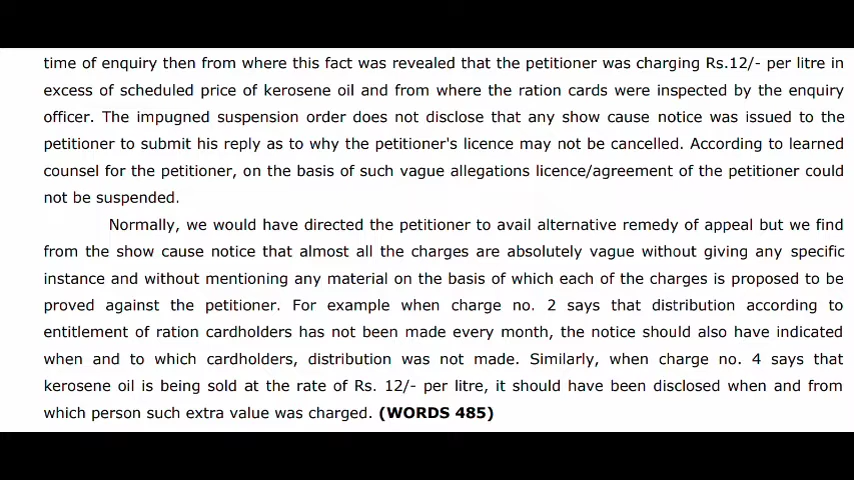 time of enquiry then from where this fact was revealed that the petitioner was charging Rs.12/- per litre in
excess of scheduled price of kerosene oil and from where the ration cards were inspected by the enquiry
officer. The impugned suspension order does not disclose that any show cause notice was issued to the
petitioner to submit his reply as to why the petitioner's licence may not be cancelled. According to learned
counsel for the petitioner, on the basis of such vague allegations licence/agreement of the petitioner could
not be suspended.
Normally, we would have directed the petitioner to avail alternative remedy of appeal but we find
from the show cause notice that almost all the charges are absolutely vague without giving any specific
instance and without mentioning any material on the basis of which each of the charges is proposed to be
proved against the petitioner. For example when charge no. 2 says that distribution according to
entitlement of ration cardholders has not been made every month, the notice should also have indicated
when and to which cardholders, distribution was not made. Similarly, when charge no. 4 says that
kerosene oil is being sold at the rate of Rs. 12/- per litre, it should have been disclosed when and from
which person such extra value was charged. (WORDS 485)